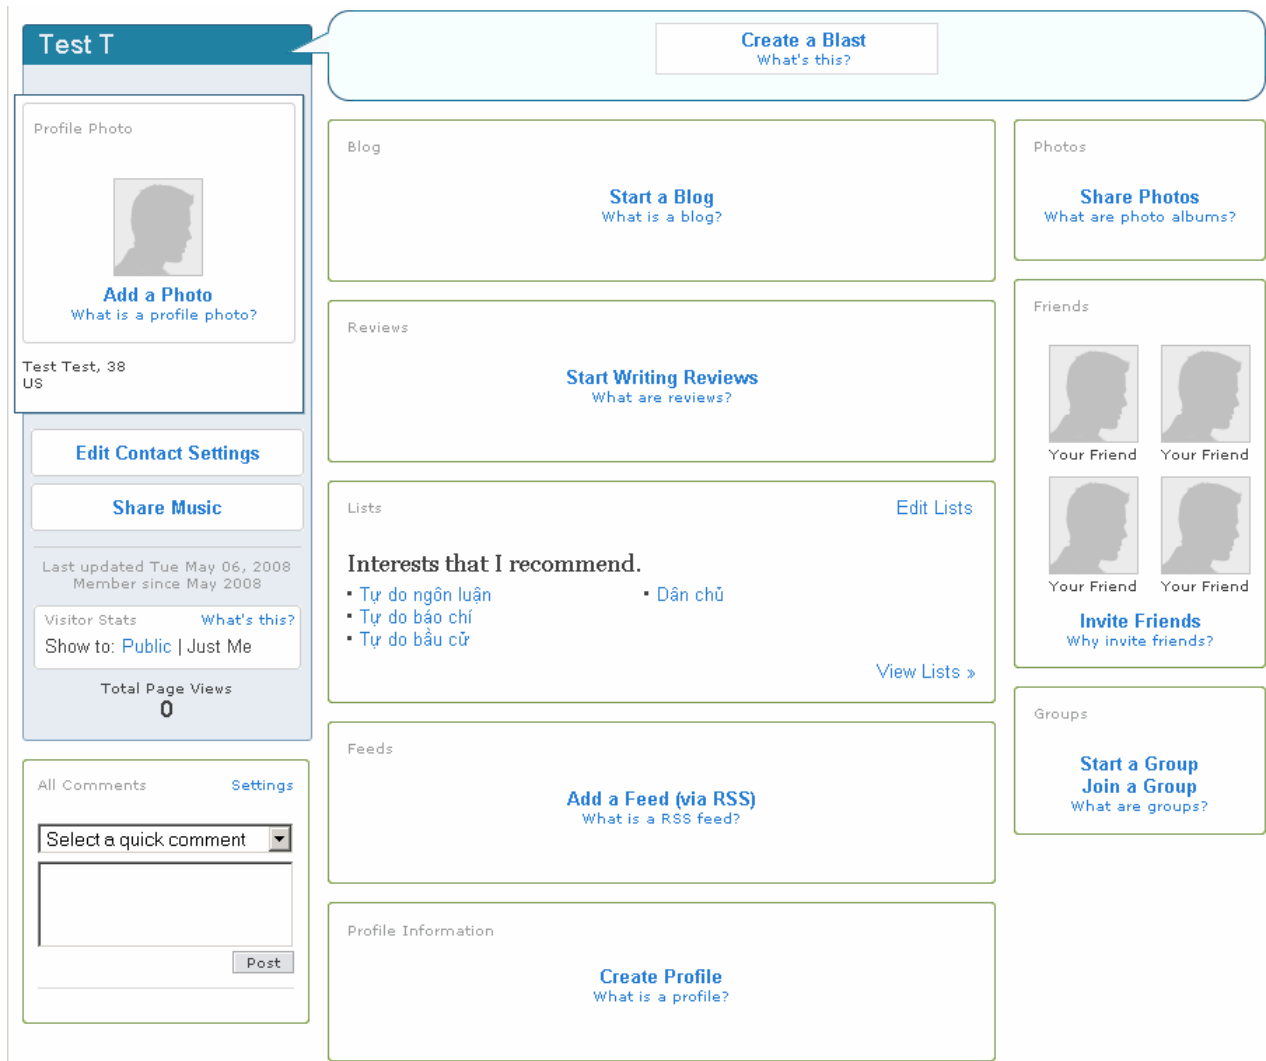 Test T
Create a Blast
What's this?
Profile Photo
Add a Photo
What is a profile photo?
Test Test, 38
US
Edit Contact Settings
Share Music
Last updated Tue May 06, 2008
Member since May 2008
Visitor Stats What's this?
Show to: Public | Just Me
Total Page Views
0
All Comments Settings
Select a quick comment
Post
Blog
Start a Blog
What is a blog?
Reviews
Start Writing Reviews
What are reviews?
Lists Edit Lists
Interests that I recommend.
▪ Tự do ngôn luận ▪ Dân chủ
▪ Tự do báo chí
▪ Tự do bầu cử
View Lists »
Feeds
Add a Feed (via RSS)
What is a RSS feed?
Profile Information
Create Profile
What is a profile?
Photos
Share Photos
What are photo albums?
Friends
Your Friend Your Friend
Your Friend Your Friend
Invite Friends
Why invite friends?
Groups
Start a Group
Join a Group
What are groups?